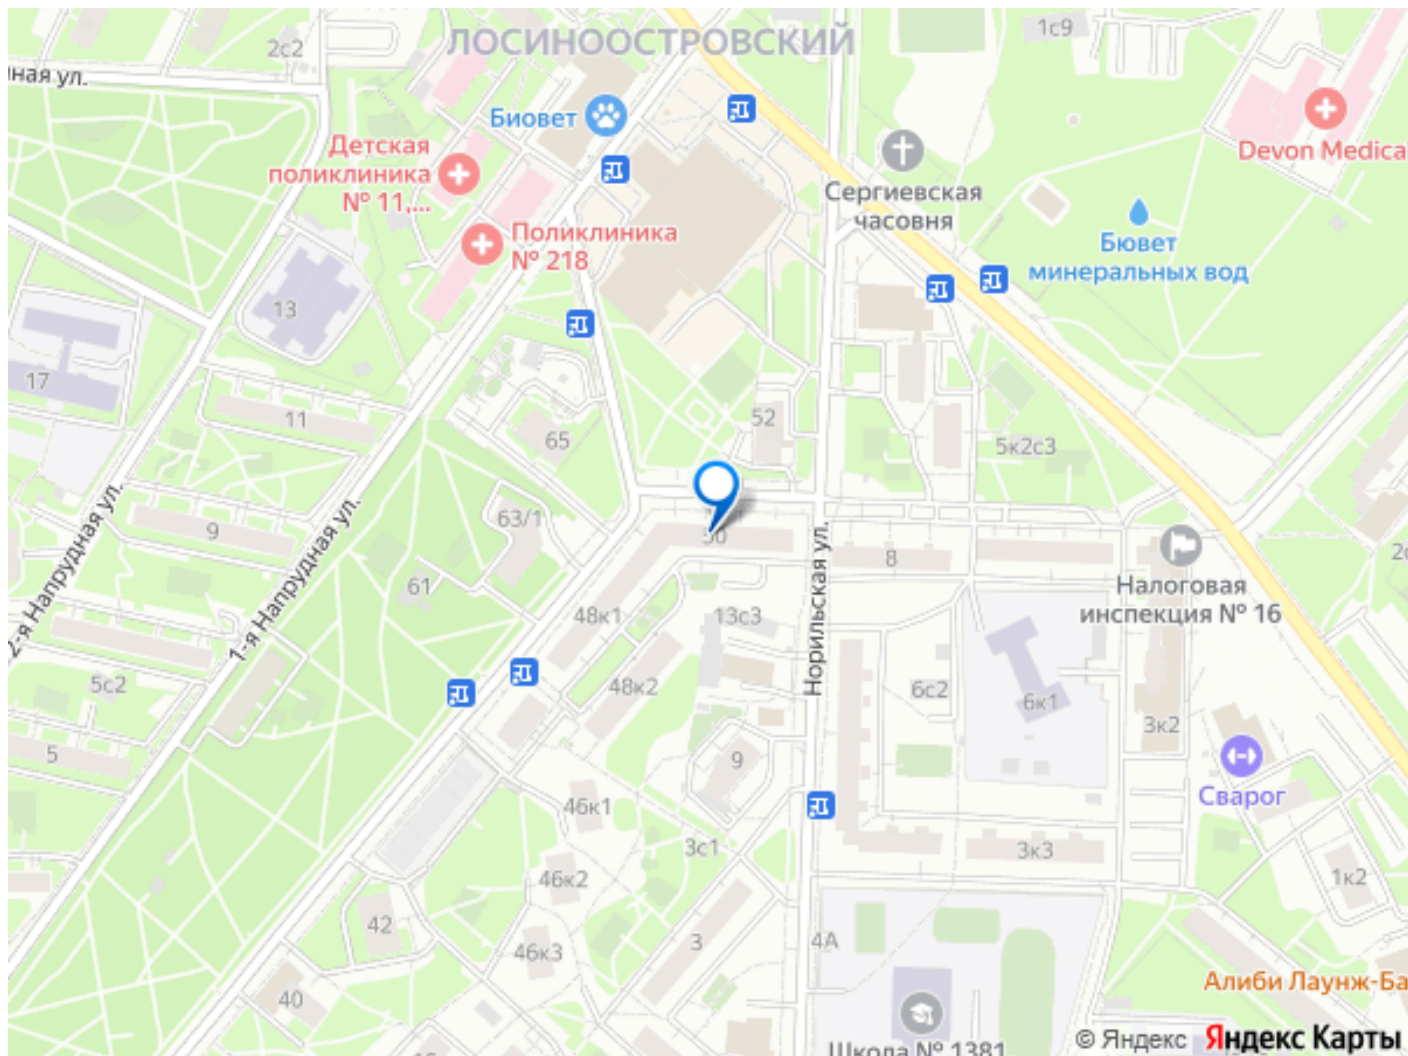 ЛОСИНООСТРОВСКИЙ
1с9
2с2
ная ул.
Биовет
Детская
поликлиника
№ 11,...
Devon Medica
Сергиевская
часовня
Поликлиника
№ 218
Бювет
минеральных вод
13
17
11
65
52
5к2с3
63/1
9
8
61
2-я Напрудная ул.
1-я Напрудная ул.
Норильская ул.
Налоговая
инспекция № 16
48к1
13с3
48к2
5с2
6с2
6к1
3к2
5
9
Сварог
46к1
3с1
3к3
46к2
1к2
42
3
4А
46к3
40
Алиби Лаунж-Ба
Школа № 1381
© Яндекс Яндекс Карты